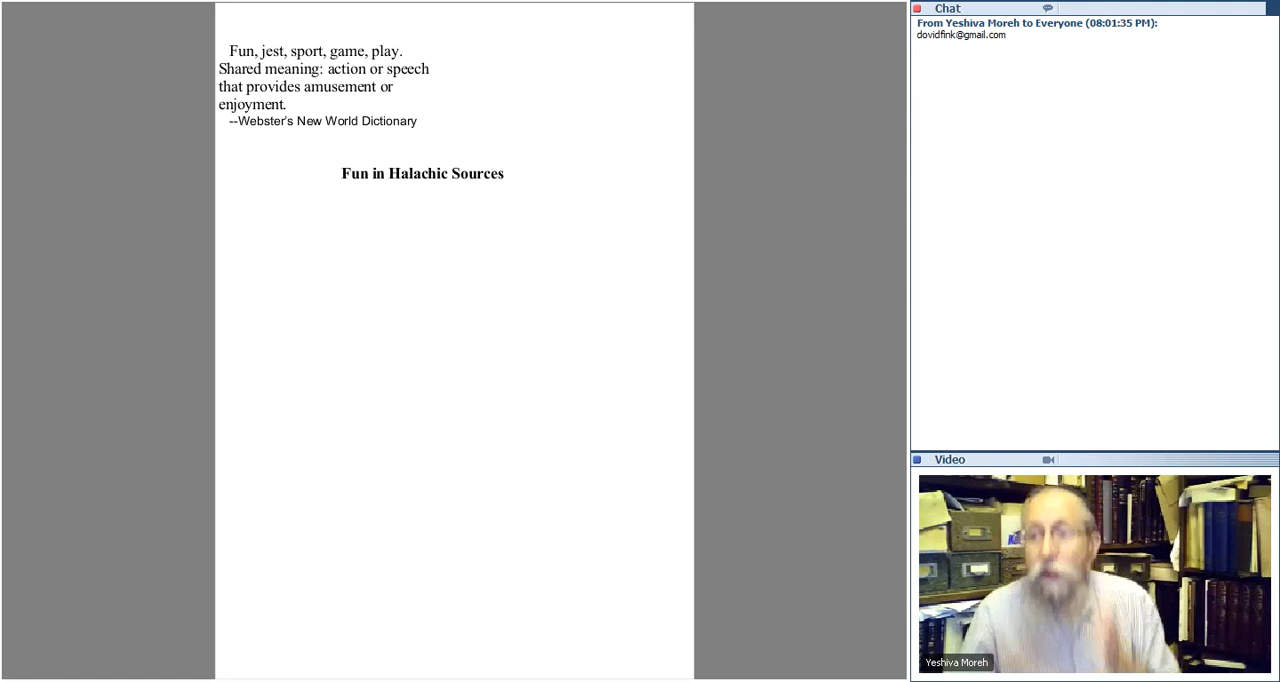 Fun, jest, sport, game, play.
Shared meaning: action or speech
that provides amusement or
enjoyment.
--Webster's New World Dictionary
Fun in Halachic Sources
Chat
From Yeshiva Moreh to Everyone (08:01:35 PM):
dovidfink@gmail.com
Video
Yeshiva Moreh